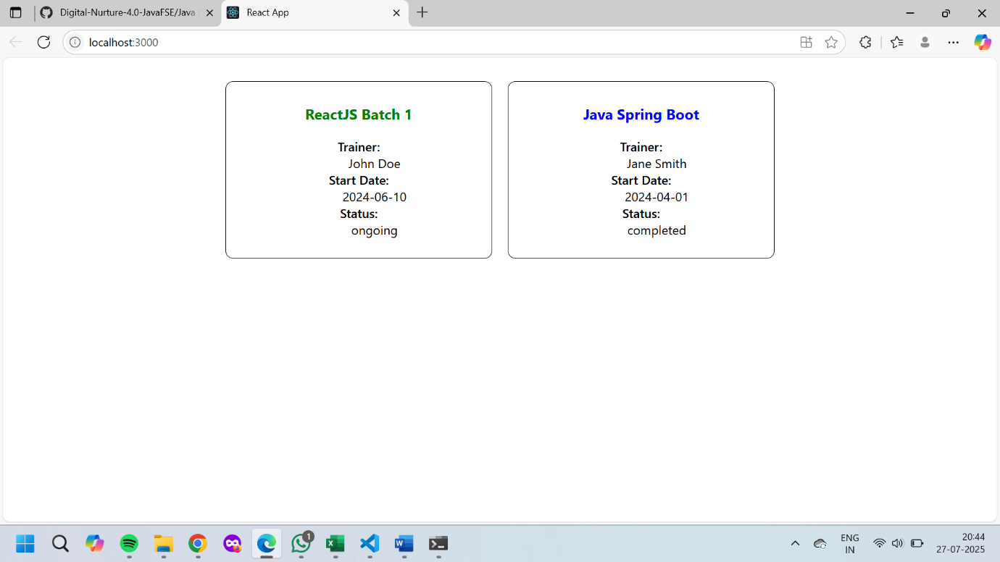 Digital-Nurture-4.0-JavaFSE/Java
React App
localhost:3000
ReactJS Batch 1
Trainer:
John Doe
Start Date:
2024-06-10
Status:
ongoing
Java Spring Boot
Trainer:
Jane Smith
Start Date:
2024-04-01
Status:
completed
1
ENG
IN
20:44
27-07-2025